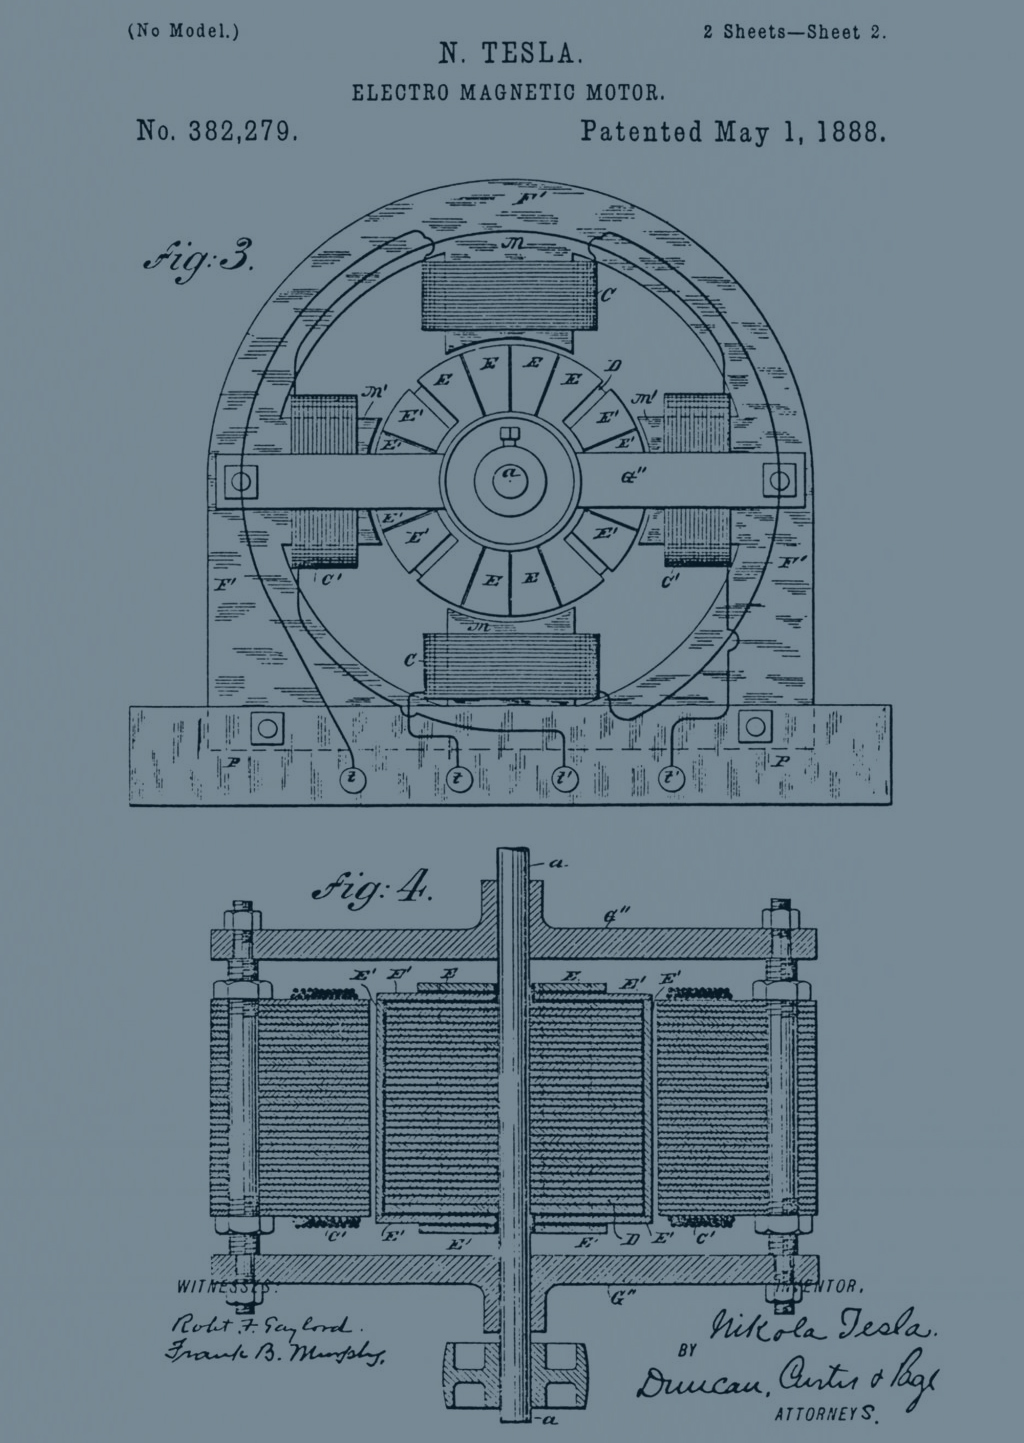 (No Model.)
2 Sheets—Sheet 2.
N. TESLA.
ELECTRO MAGNETIC MOTOR.
No. 382,279.
Patented May 1, 1888.
Fig: 3.
F'
M
C
E E E E
D
E' E'
M' M'
E' E'
a
G"
E' E'
E' E'
E E
C' C'
F' F'
M
C
P P
t t t' t'
Fig: 4.
a
G"
E' E' E E E' E'
C' E' E' E' D E' C'
G"
WITNESSES:
INVENTOR,
Robt. F. Gaylord.
Frank B. Murphy.
Nikola Tesla.
BY
Duncan, Curtis & Page
ATTORNEYS.
a